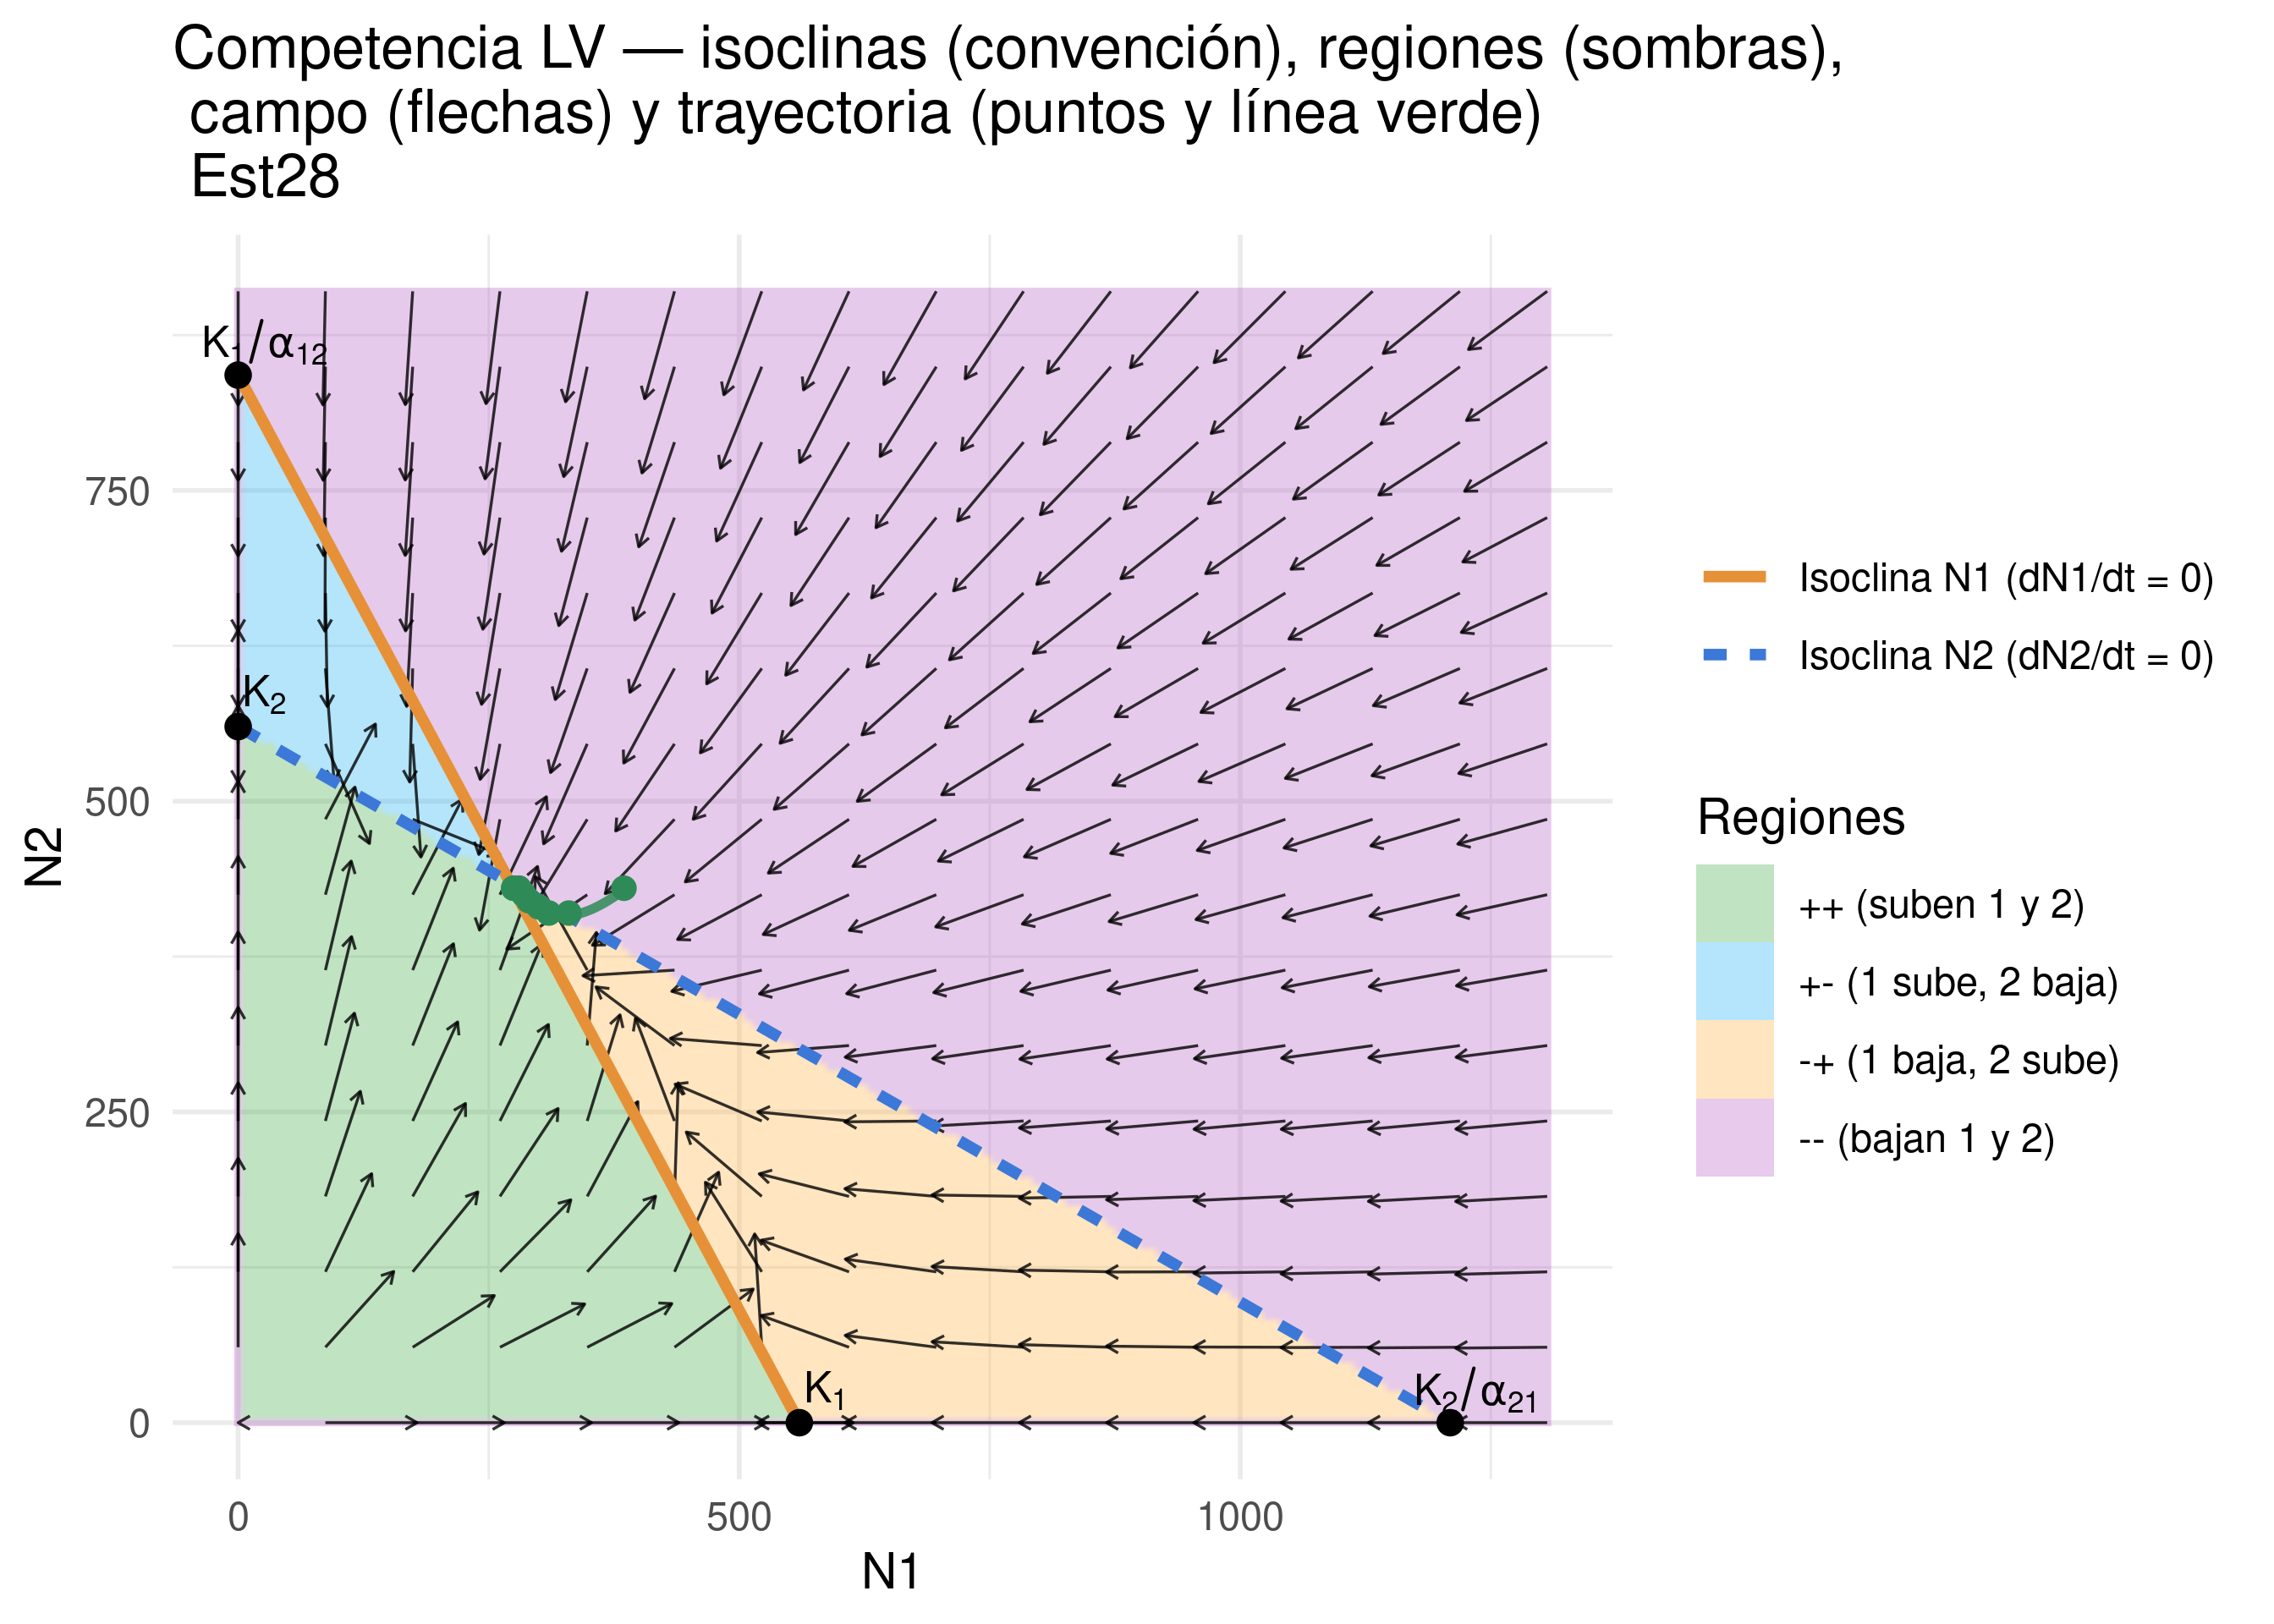 Competencia LV — isoclinas (convención), regiones (sombras),
campo (flechas) y trayectoria (puntos y línea verde)
Est28
K₁/α₁₂
750
K₂
500
N2
250
K₁
K₂/α₂₁
0
0
500
1000
N1
Isoclina N1 (dN1/dt = 0)
Isoclina N2 (dN2/dt = 0)
Regiones
++ (suben 1 y 2)
+- (1 sube, 2 baja)
-+ (1 baja, 2 sube)
-- (bajan 1 y 2)